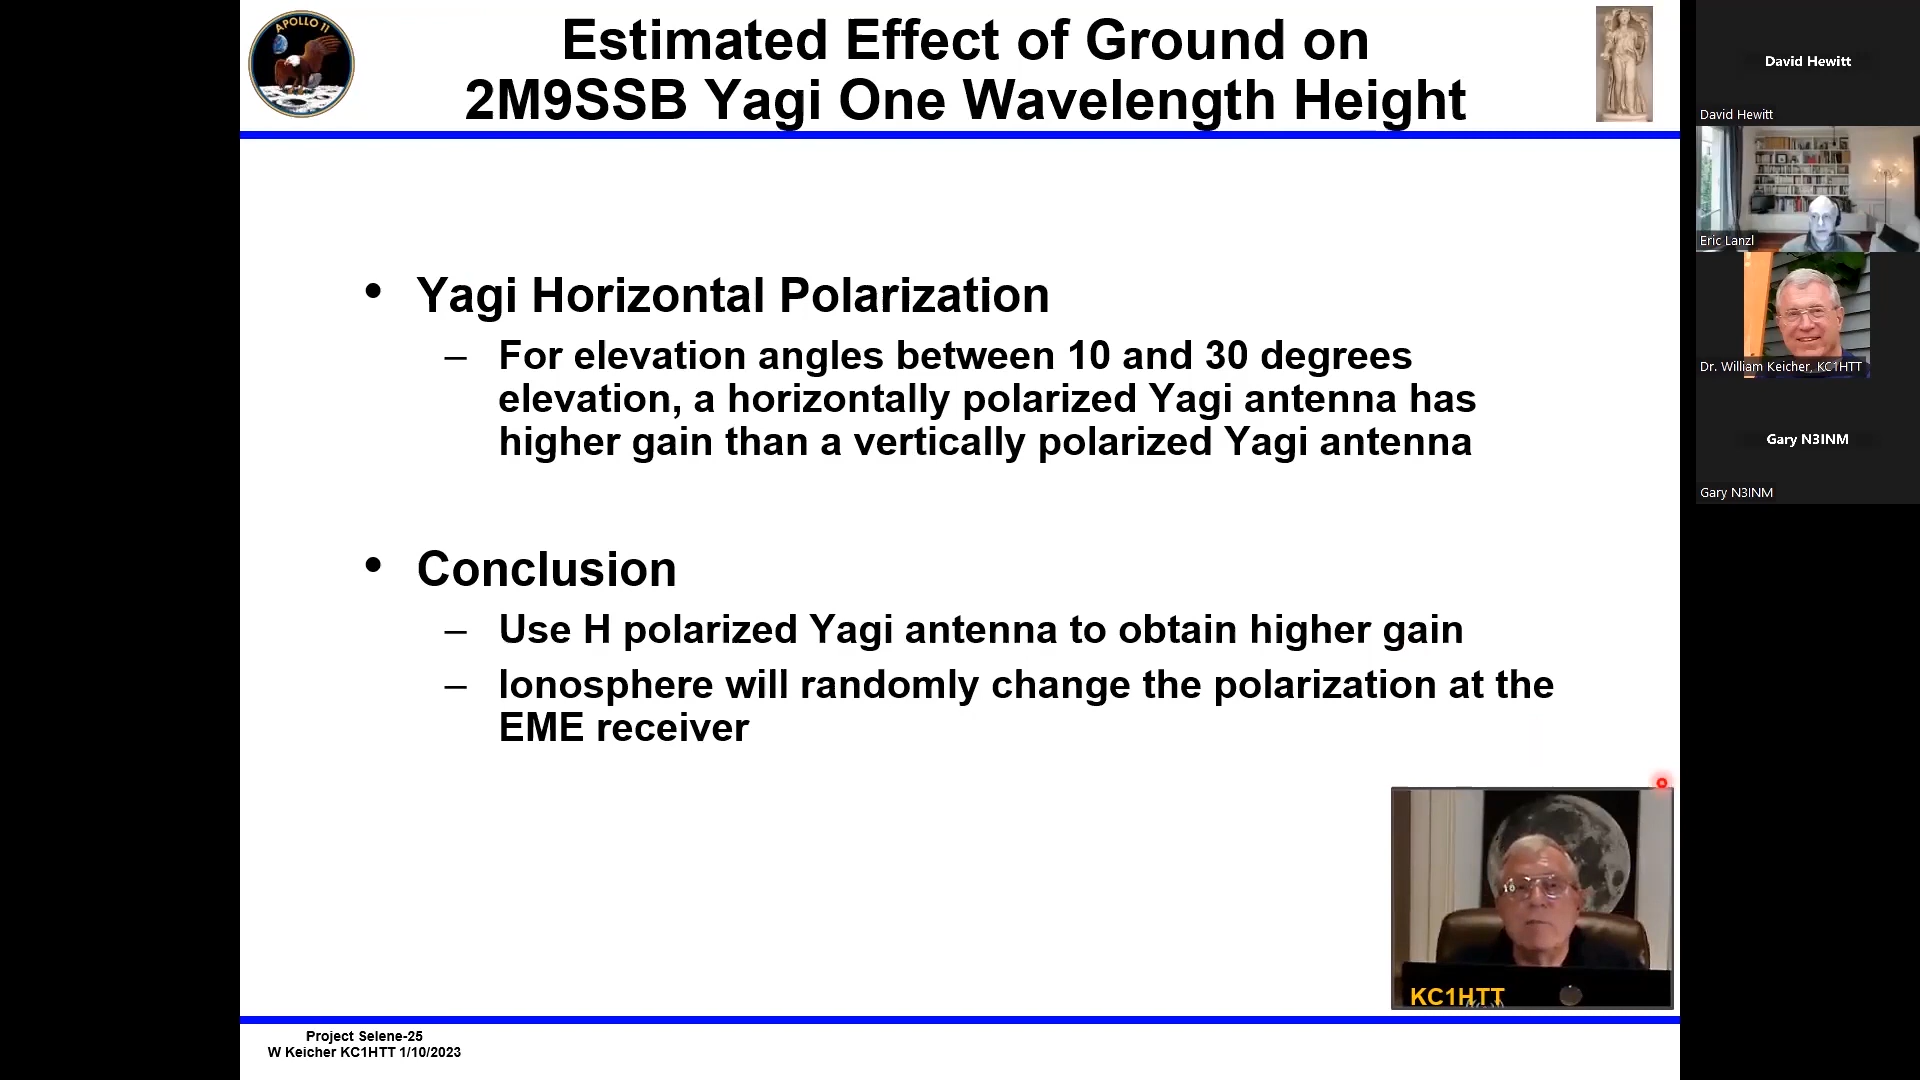 APOLLO 11
Estimated Effect of Ground on
2M9SSB Yagi One Wavelength Height
• Yagi Horizontal Polarization
– For elevation angles between 10 and 30 degrees
elevation, a horizontally polarized Yagi antenna has
higher gain than a vertically polarized Yagi antenna
• Conclusion
– Use H polarized Yagi antenna to obtain higher gain
– Ionosphere will randomly change the polarization at the
EME receiver
KC1HTT
Project Selene-25
W Keicher KC1HTT 1/10/2023
David Hewitt
David Hewitt
Eric Lanzl
Dr. William Keicher, KC1HTT
Gary N3INM
Gary N3INM